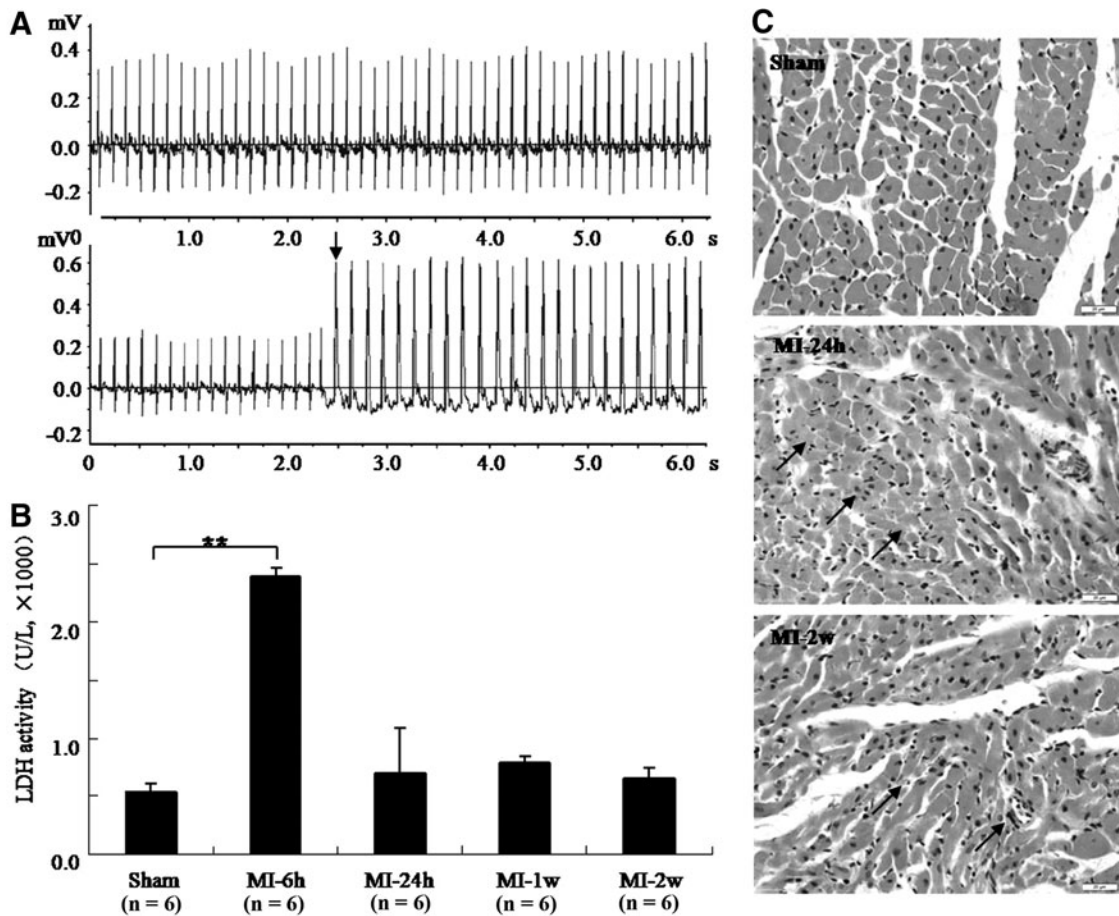 A
mV
0.4
0.2
0.0
-0.2
1.0 2.0 3.0 4.0 5.0 6.0 s
mV0
0.6
0.4
0.2
0.0
-0.2
0 1.0 2.0 3.0 4.0 5.0 6.0 s
B
LDH activity (U/L, ×1000)
3.0
2.0
1.0
0.0
**
Sham MI-6h MI-24h MI-1w MI-2w
(n = 6) (n = 6) (n = 6) (n = 6) (n = 6)
C
Sham
MI-24h
MI-2w